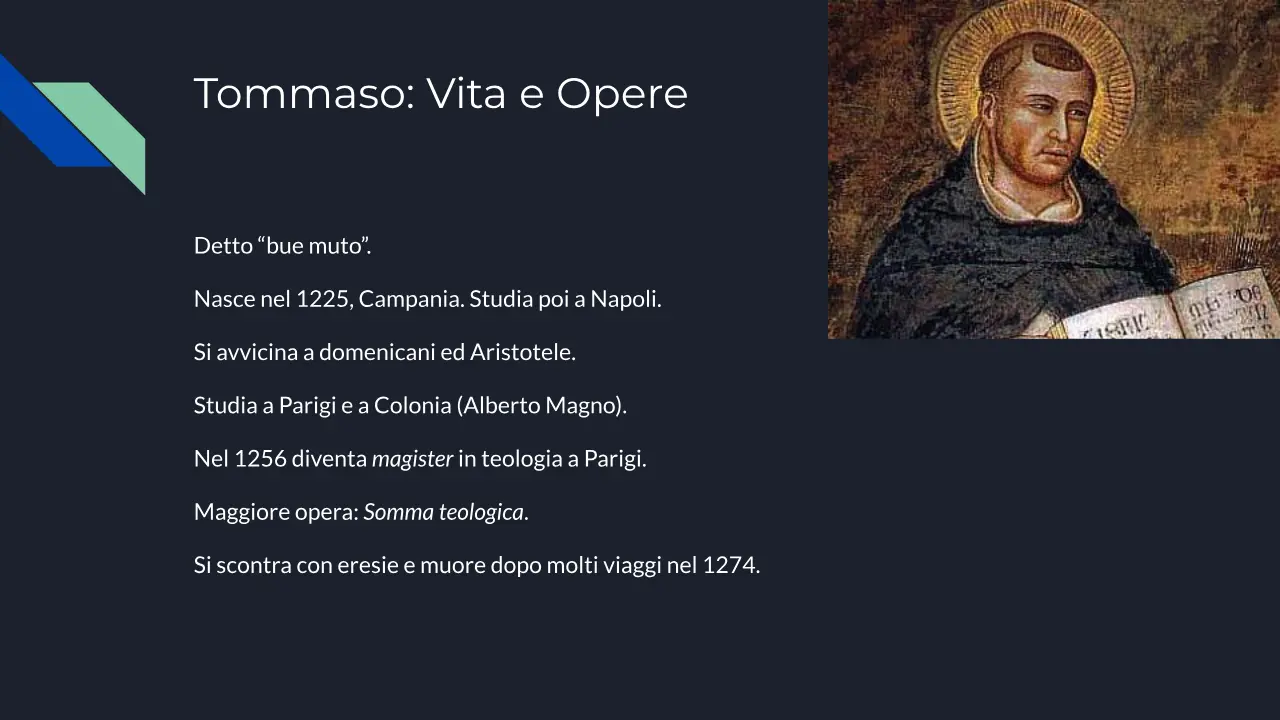 Tommaso: Vita e Opere
Detto “bue muto”.
Nasce nel 1225, Campania. Studia poi a Napoli.
Si avvicina a domenicani ed Aristotele.
Studia a Parigi e a Colonia (Alberto Magno).
Nel 1256 diventa magister in teologia a Parigi.
Maggiore opera: Somma teologica.
Si scontra con eresie e muore dopo molti viaggi nel 1274.